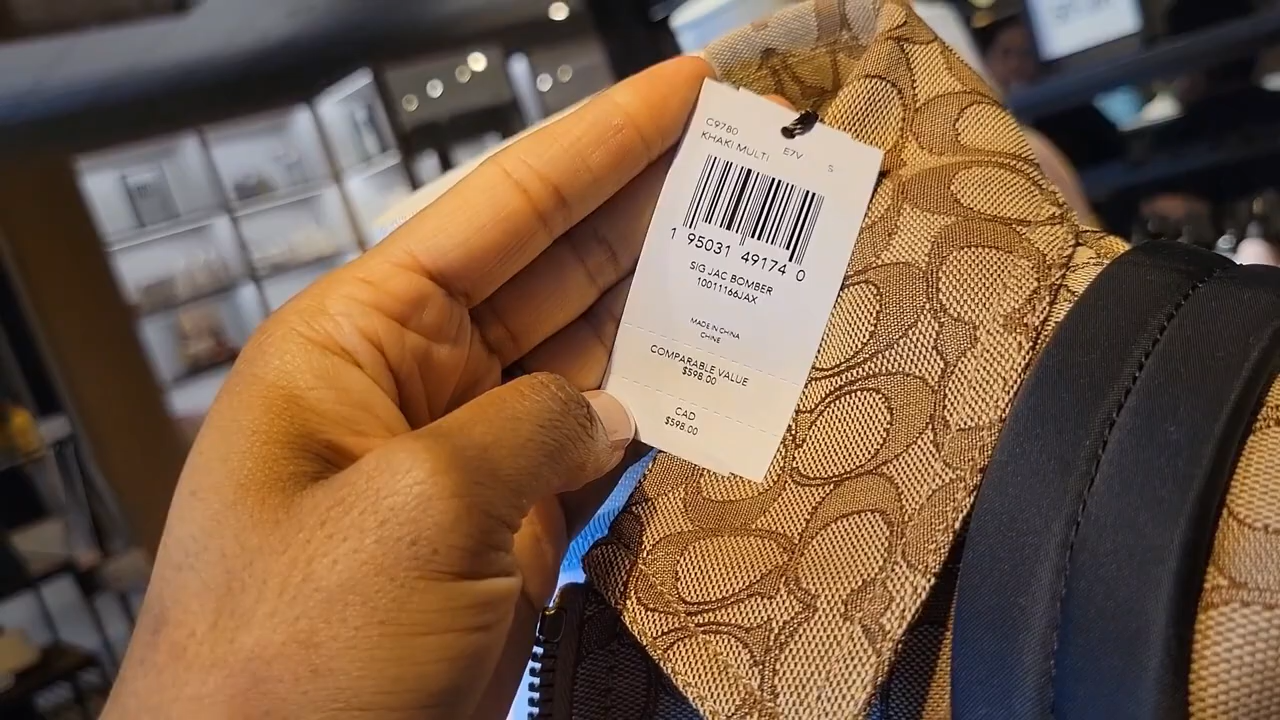 C9780 E7V S
KHAKI MULTI
1 95031 49174 0
SIG JAC BOMBER
10011166JAX
MADE IN CHINA
CHINE
COMPARABLE VALUE
$598.00
CAD
$598.00